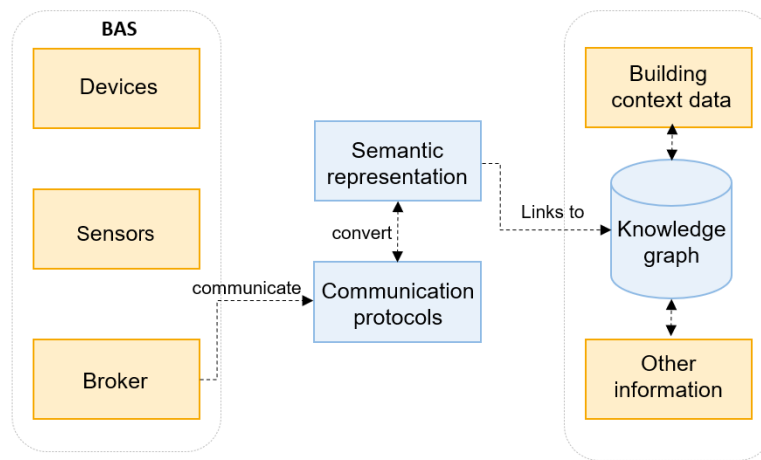 BAS
Devices
Sensors
Broker
communicate
Semantic
representation
convert
Communication
protocols
Links to
Building
context data
Knowledge
graph
Other
information